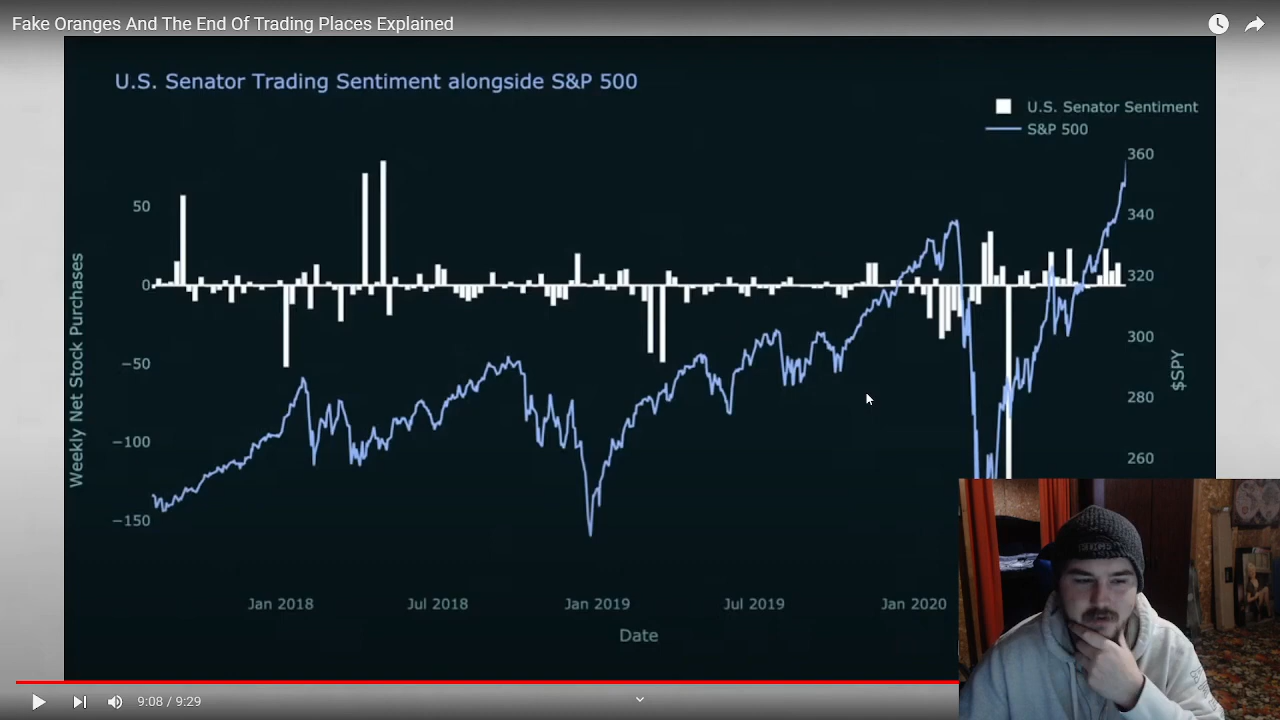 Fake Oranges And The End Of Trading Places Explained
U.S. Senator Trading Sentiment alongside S&P 500
U.S. Senator Sentiment
S&P 500
360
50
340
0
320
300
−50
Weekly Net Stock Purchases
$SPY
280
−100
260
−150
EDGE
Jan 2018
Jul 2018
Jan 2019
Jul 2019
Jan 2020
Date
9:08 / 9:29